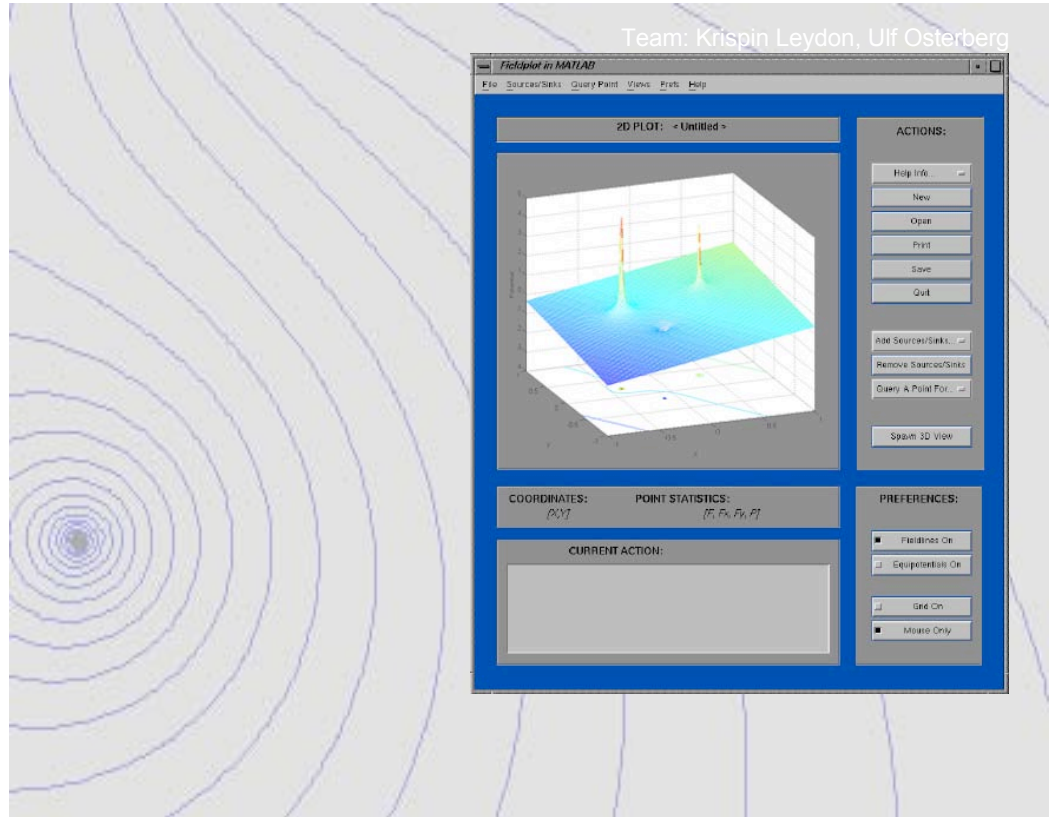 Team: Krispin Leydon, Ulf Osterberg
Fieldplot in MATLAB
File Sources/Sinks Query Point Views Prefs Help
2D PLOT: < Untitled >
ACTIONS:
Help Info...
New
Open
Print
Save
Quit
Add Sources/Sinks...
Remove Sources/Sinks
Query A Point For...
Spawn 3D View
COORDINATES: POINT STATISTICS:
[X,Y] [F, Fx, Fy, P]
CURRENT ACTION:
PREFERENCES:
Fieldlines On
Equipotentials On
Grid On
Mouse Only